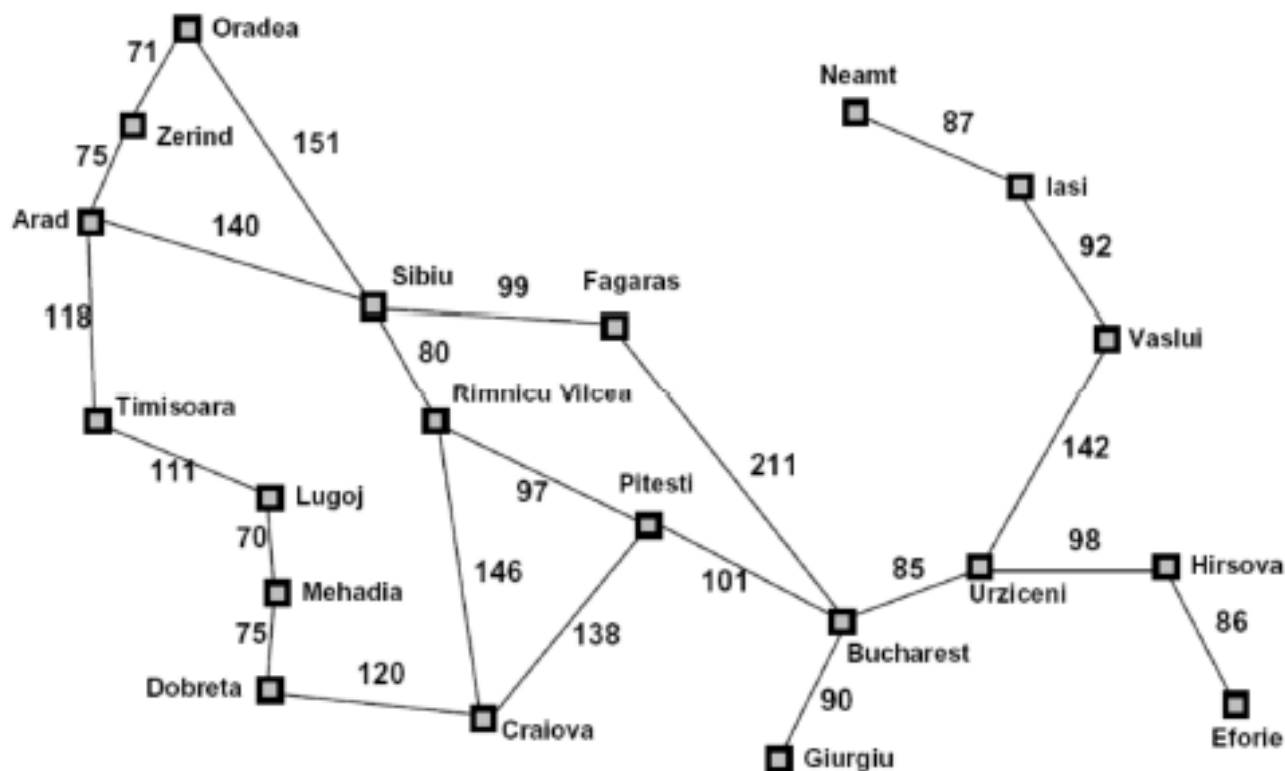 Oradea
71
Neamt
Zerind
87
151
75
Iasi
Arad
140
92
Sibiu
99
Fagaras
118
Vaslui
80
Rimnicu Vilcea
Timisoara
142
211
111
Pitesti
97
Lugoj
70
98
Hirsova
146
101
85
Mehadia
Urziceni
86
75
138
Bucharest
120
Dobreta
90
Craiova
Eforie
Giurgiu